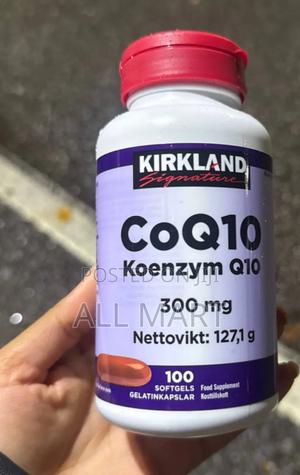 KIRKLAND
Signature
CoQ10
Koenzym Q10
POSTED ON JIJI
300 mg
ALL MART
Nettovikt: 127,1 g
100
SOFTGELS
GELATINKAPSLAR
Food Supplement
Kosttillskott